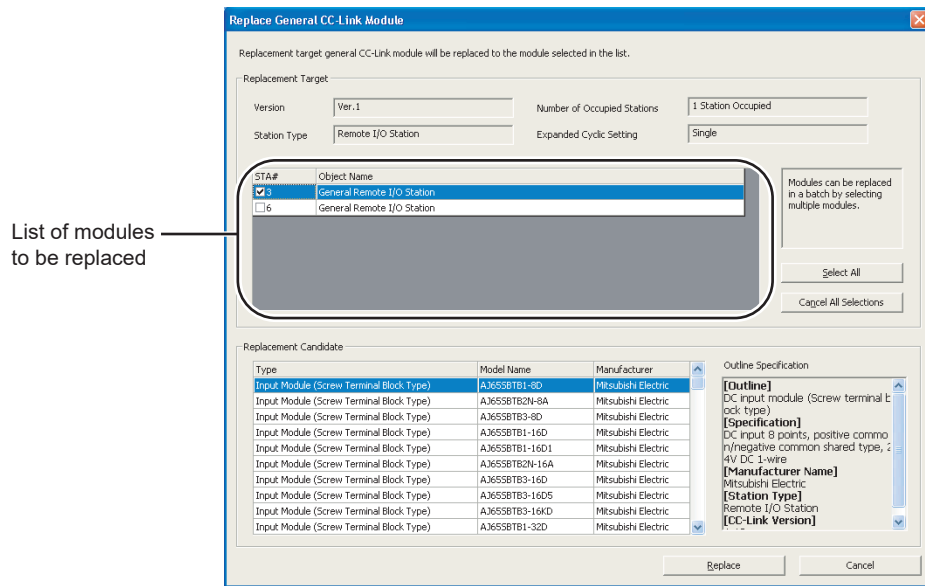 Replace General CC-Link Module
Replacement target general CC-Link module will be replaced to the module selected in the list.
Replacement Target
Version Ver.1 Number of Occupied Stations 1 Station Occupied
Station Type Remote I/O Station Expanded Cyclic Setting Single
STA# Object Name
3 General Remote I/O Station
6 General Remote I/O Station
Modules can be replaced
in a batch by selecting
multiple modules.
List of modules
to be replaced
Select All
Cancel All Selections
Replacement Candidate
Type Model Name Manufacturer
Input Module (Screw Terminal Block Type) AJ65SBTB1-8D Mitsubishi Electric
Input Module (Screw Terminal Block Type) AJ65SBTB2N-8A Mitsubishi Electric
Input Module (Screw Terminal Block Type) AJ65SBTB3-8D Mitsubishi Electric
Input Module (Screw Terminal Block Type) AJ65SBTB1-16D Mitsubishi Electric
Input Module (Screw Terminal Block Type) AJ65SBTB1-16D1 Mitsubishi Electric
Input Module (Screw Terminal Block Type) AJ65SBTB2N-16A Mitsubishi Electric
Input Module (Screw Terminal Block Type) AJ65SBTB3-16D Mitsubishi Electric
Input Module (Screw Terminal Block Type) AJ65SBTB3-16D5 Mitsubishi Electric
Input Module (Screw Terminal Block Type) AJ65SBTB3-16KD Mitsubishi Electric
Input Module (Screw Terminal Block Type) AJ65SBTB1-32D Mitsubishi Electric
Outline Specification
[Outline]
DC input module (Screw terminal b
ock type)
[Specification]
DC input 8 points, positive commo
n/negative common shared type, 2
4V DC 1-wire
[Manufacturer Name]
Mitsubishi Electric
[Station Type]
Remote I/O Station
[CC-Link Version]
Replace
Cancel